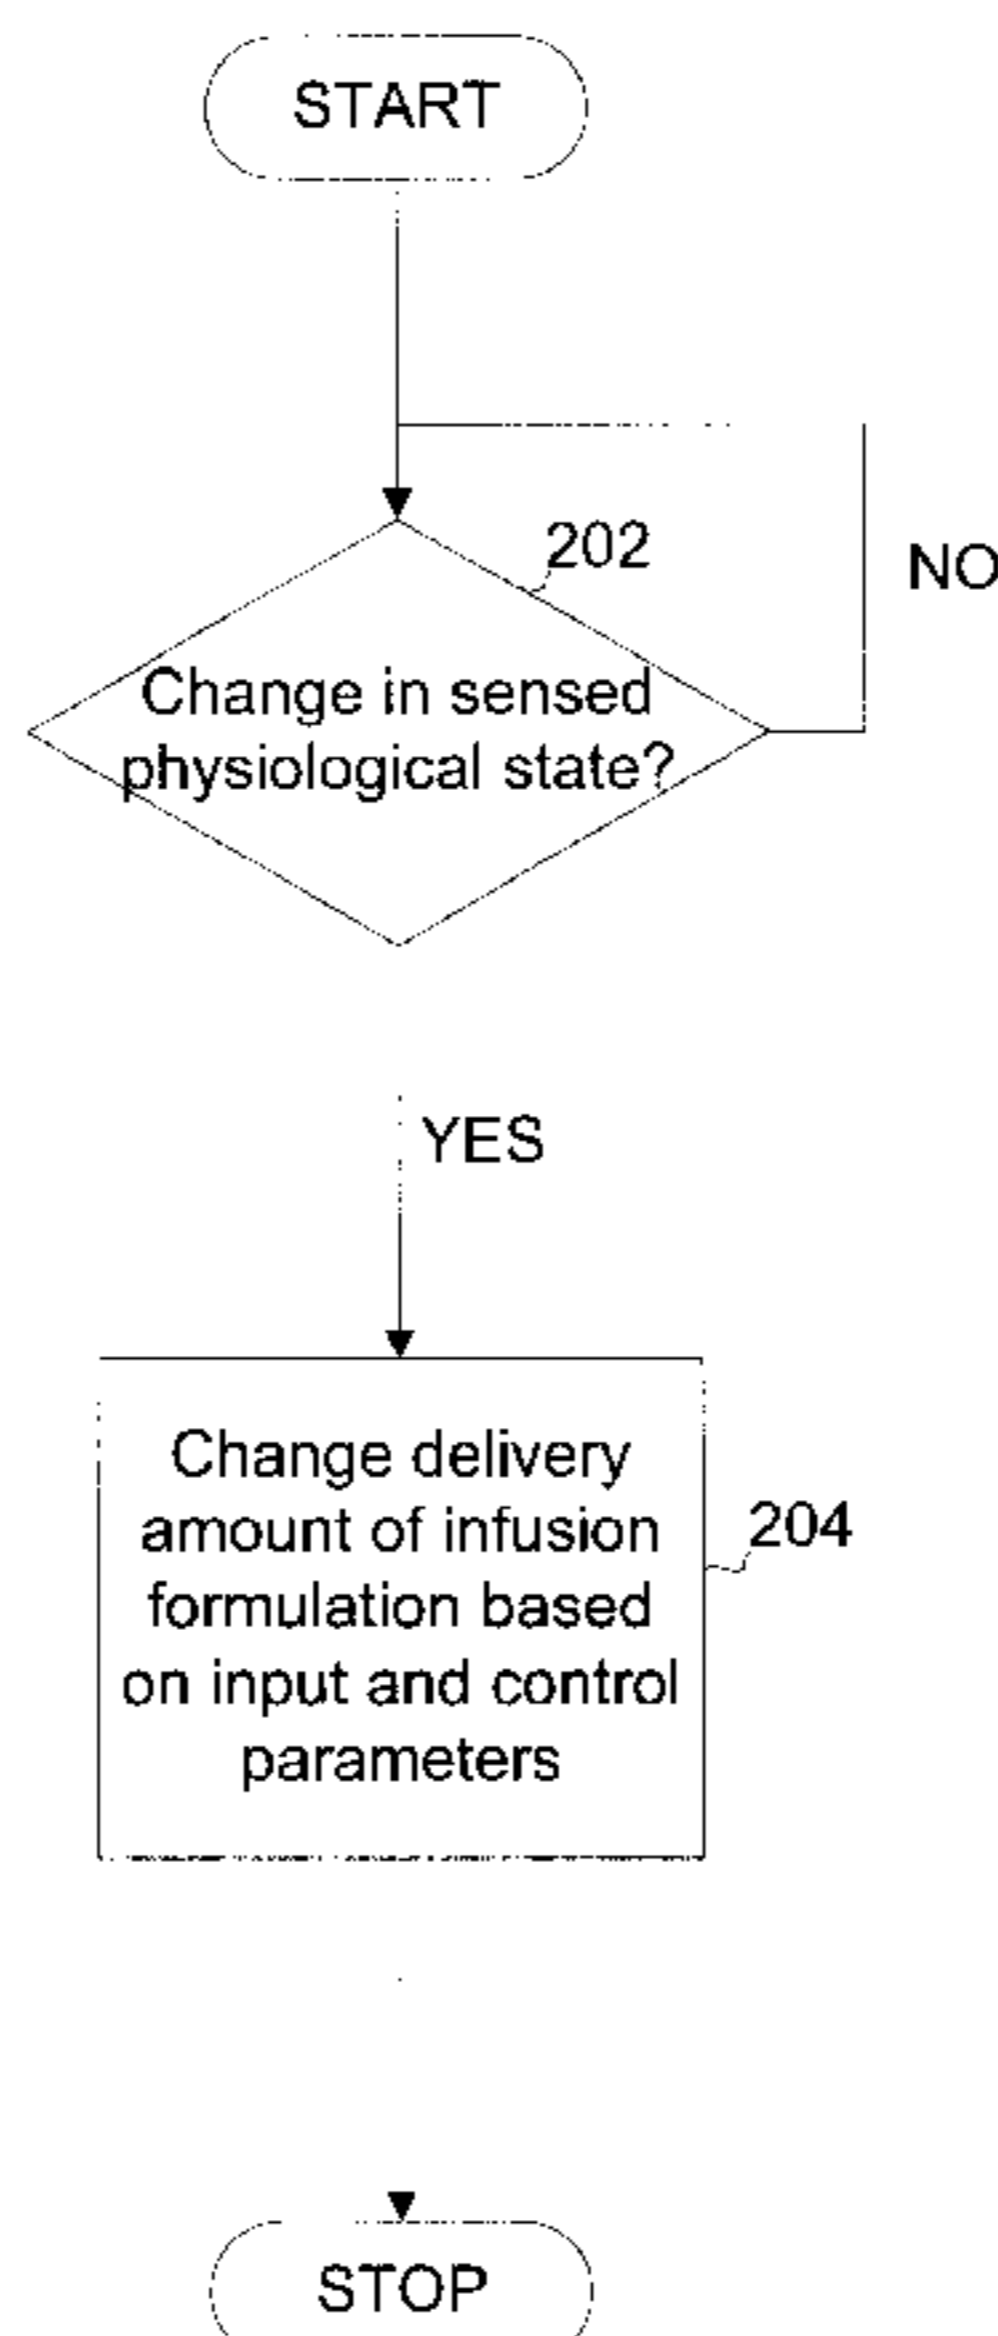 START
202
NO
Change in sensed
physiological state?
YES
Change delivery
amount of infusion
formulation based
on input and control
parameters
204
STOP